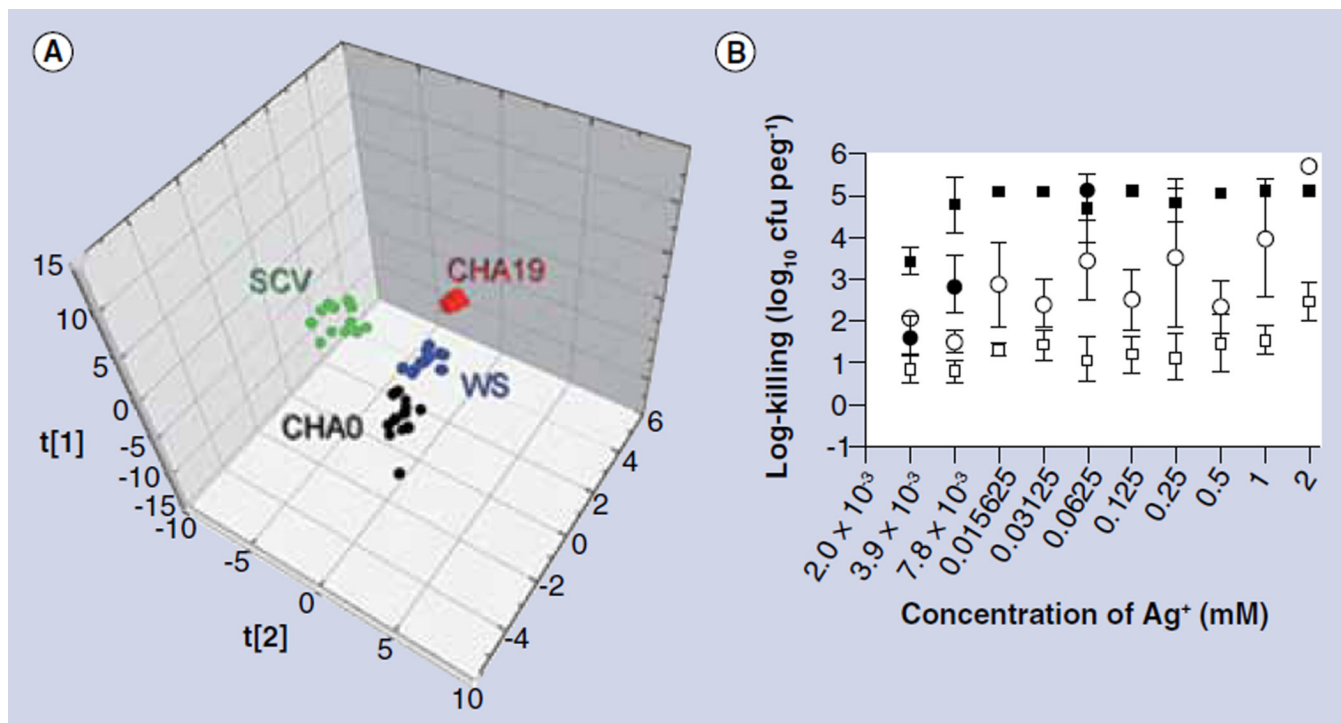 A
SCV
CHA19
WS
CHA0
15
10
5
0
-5
-10
-15
t[1]
-10
-5
0
5
10
t[2]
6
4
2
0
-2
-4
B
Log-killing (log₁₀ cfu peg⁻¹)
6
5
4
3
2
1
0
-1
2.0 × 10⁻³
3.9 × 10⁻³
7.8 × 10⁻³
0.015625
0.03125
0.0625
0.125
0.25
0.5
1
2
Concentration of Ag⁺ (mM)